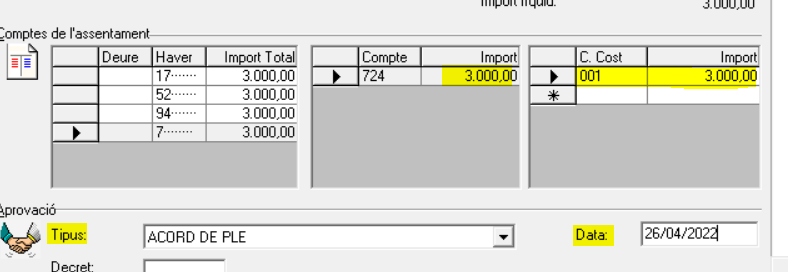 Import líquid: 3.000,00
Comptes de l'assentament
Deure Haver Import Total
17······· 3.000,00
52······· 3.000,00
94······· 3.000,00
7········ 3.000,00
Compte Import
724 3.000,00
C. Cost Import
001 3.000,00
Aprovació
Tipus: ACORD DE PLE
Data: 26/04/2022
Decret: